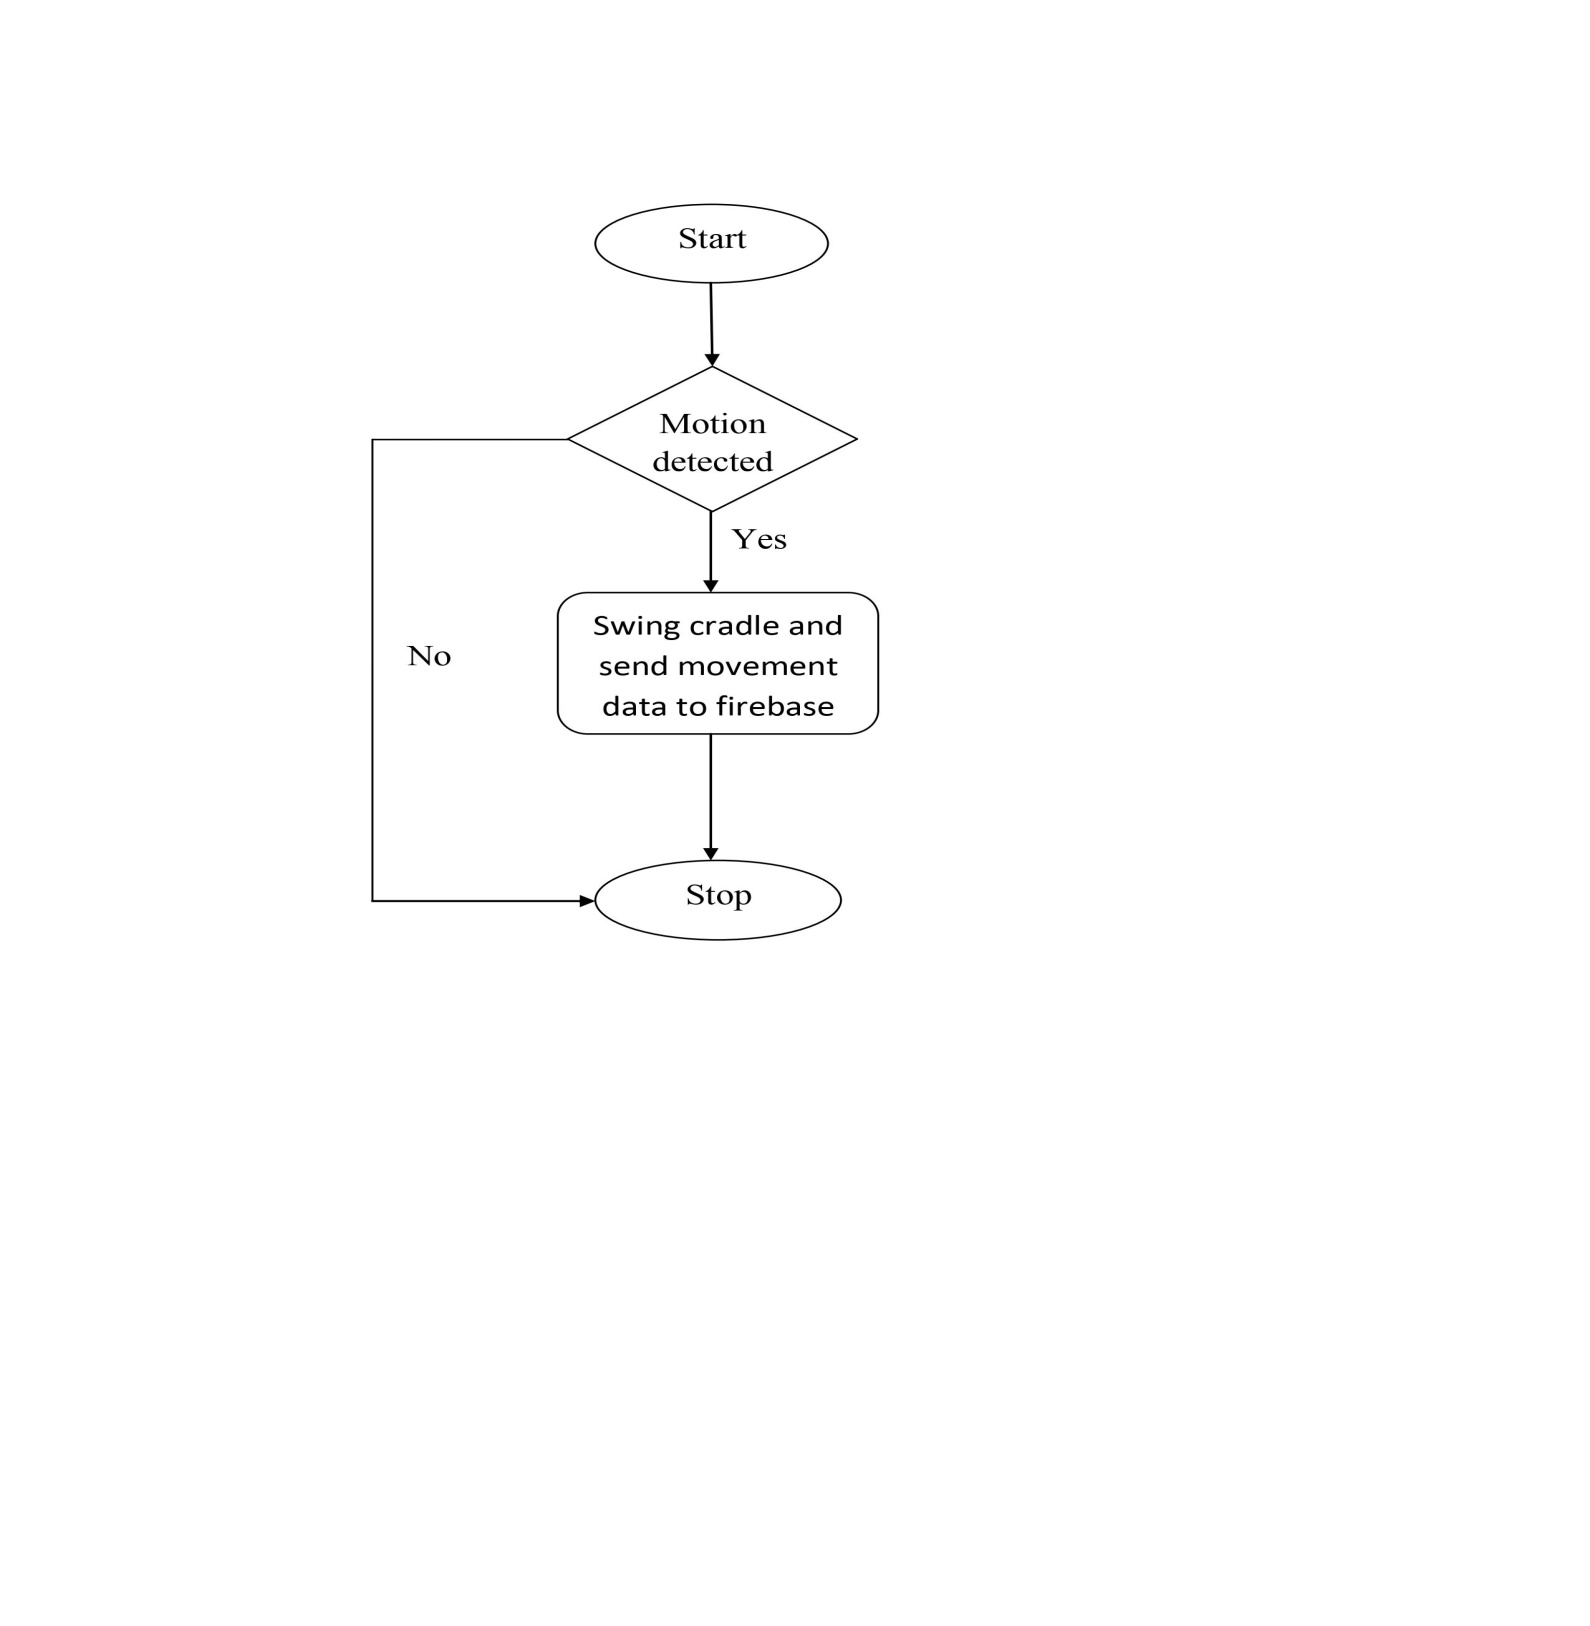 Start
Motion
detected
Yes
Swing cradle and
send movement
data to firebase
No
Stop